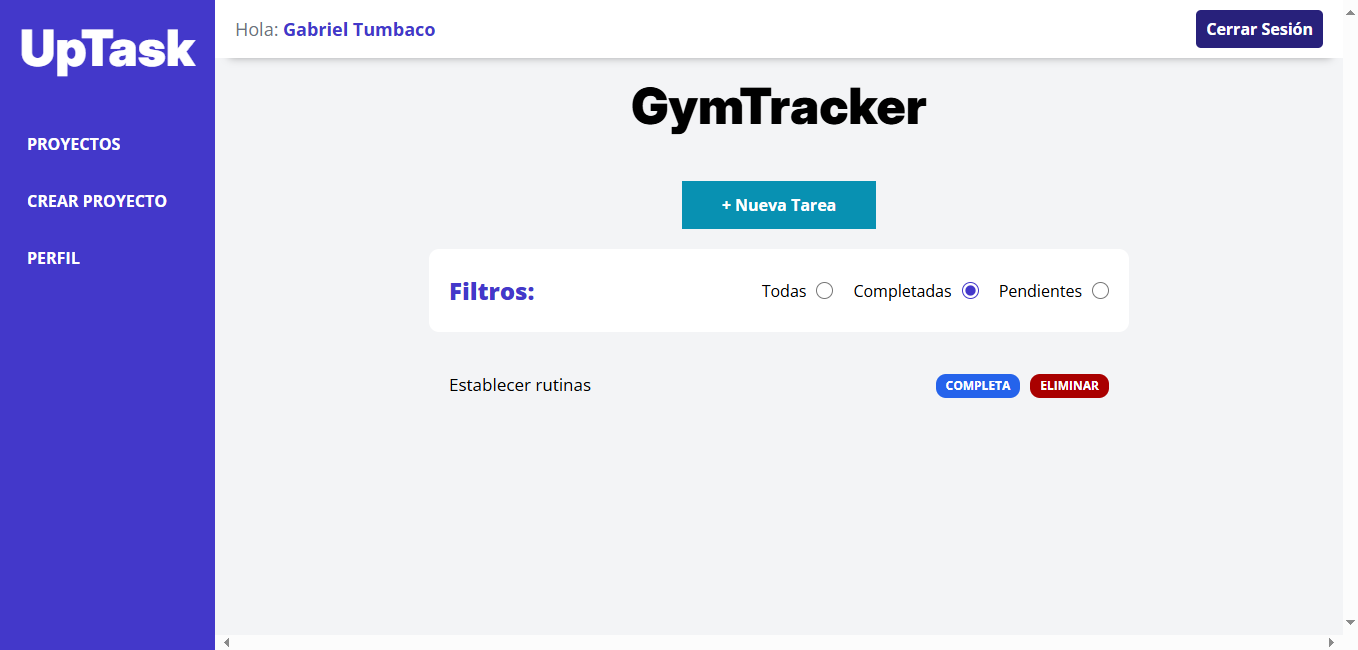 UpTask
Hola: Gabriel Tumbaco
Cerrar Sesión
PROYECTOS
CREAR PROYECTO
PERFIL
GymTracker
+ Nueva Tarea
Filtros:
Todas
Completadas
Pendientes
Establecer rutinas
COMPLETA
ELIMINAR